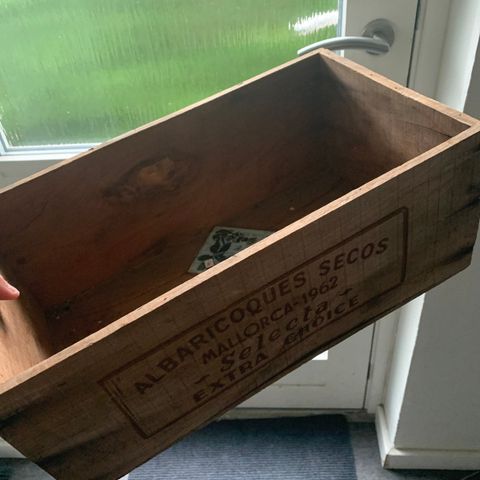 ALBARICOQUES SECOS
MALLORCA-1962
- Selecta -
EXTRA CHOICE